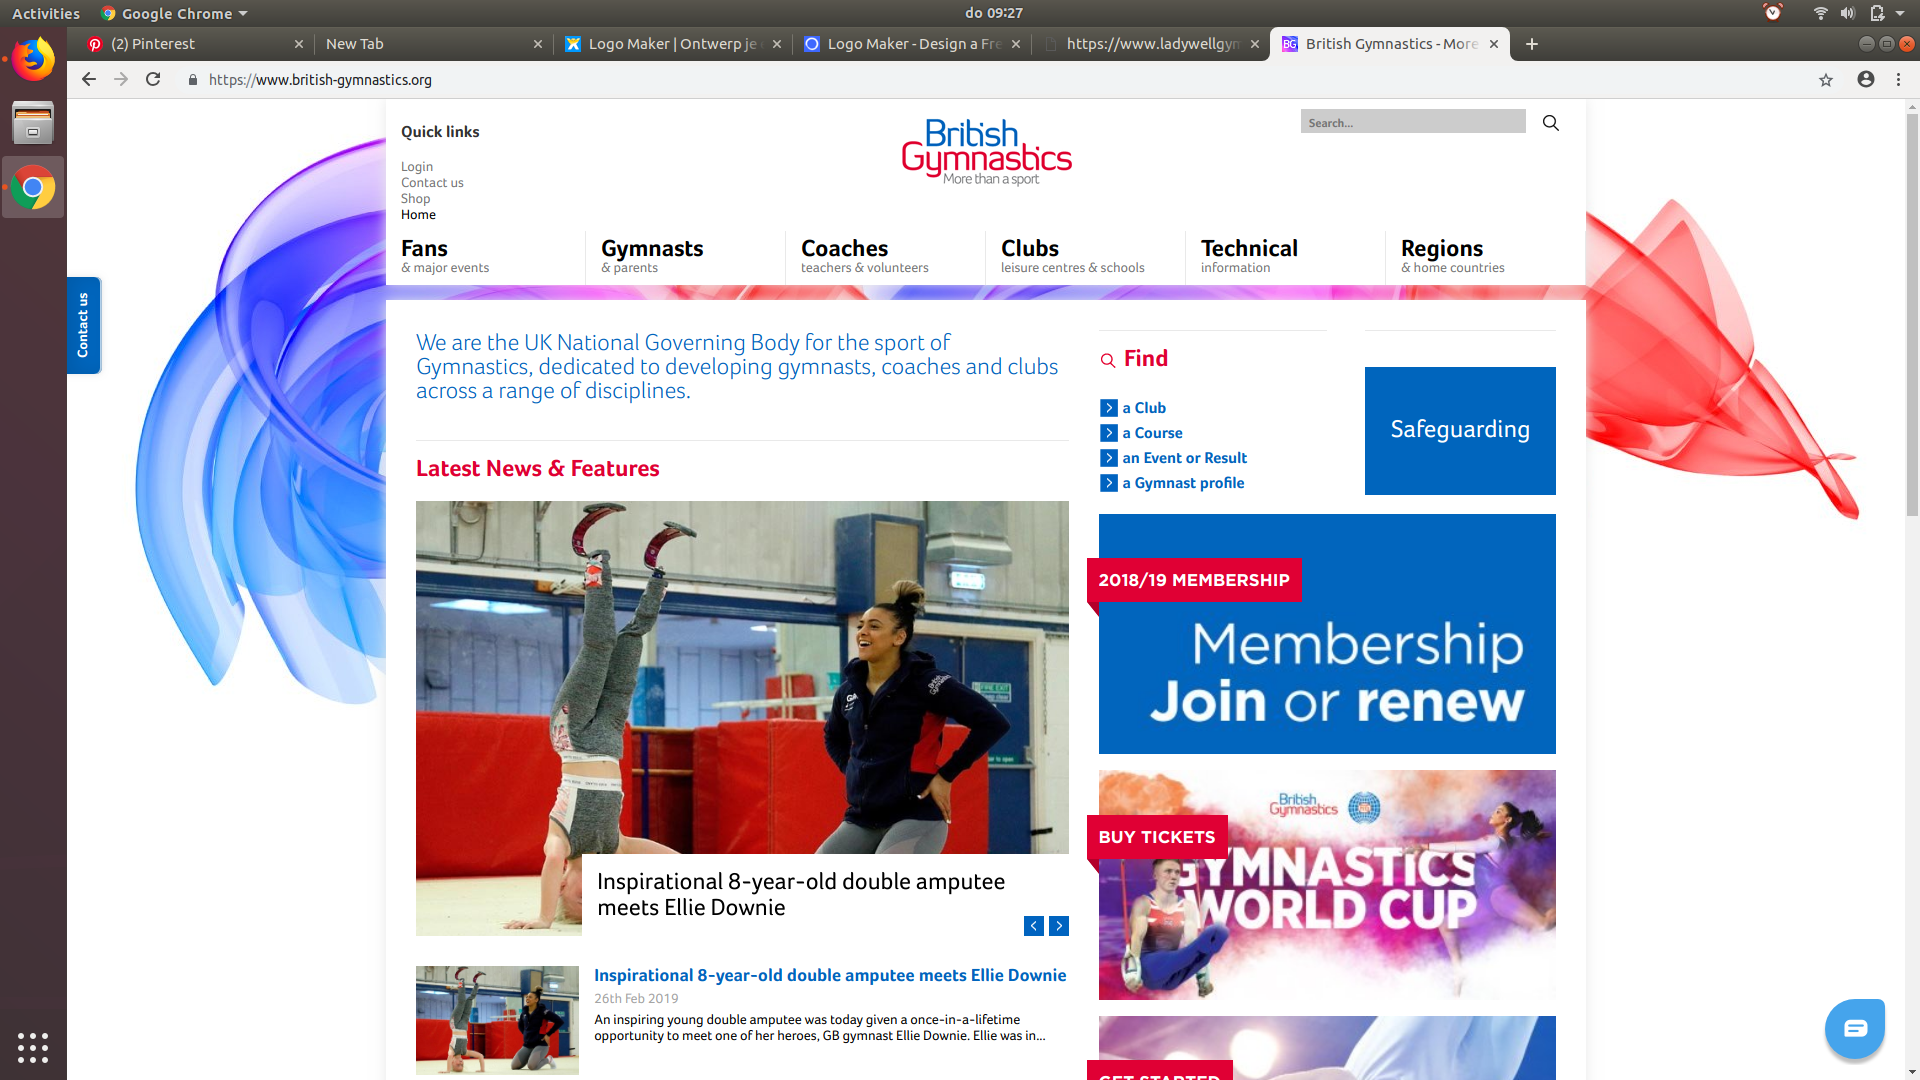 Activities
Google Chrome
do 09:27
(2) Pinterest
New Tab
Logo Maker | Ontwerp je
Logo Maker - Design a Fre
https://www.ladywellgyn
British Gymnastics - More
https://www.british-gymnastics.org
Quick links
Login
Contact us
Shop
Home
British
Gymnastics
More than a sport
Search...
Fans
& major events
Gymnasts
& parents
Coaches
teachers & volunteers
Clubs
leisure centres & schools
Technical
information
Regions
& home countries
Contact us
We are the UK National Governing Body for the sport of
Gymnastics, dedicated to developing gymnasts, coaches and clubs
across a range of disciplines.
Latest News & Features
Inspirational 8-year-old double amputee
meets Ellie Downie
Inspirational 8-year-old double amputee meets Ellie Downie
26th Feb 2019
An inspiring young double amputee was today given a once-in-a-lifetime
opportunity to meet one of her heroes, GB gymnast Ellie Downie. Ellie was in...
Find
a Club
a Course
an Event or Result
a Gymnast profile
Safeguarding
2018/19 MEMBERSHIP
Membership
Join or renew
British
Gymnastics
BUY TICKETS
GYMNASTICS
WORLD CUP
GET STARTED